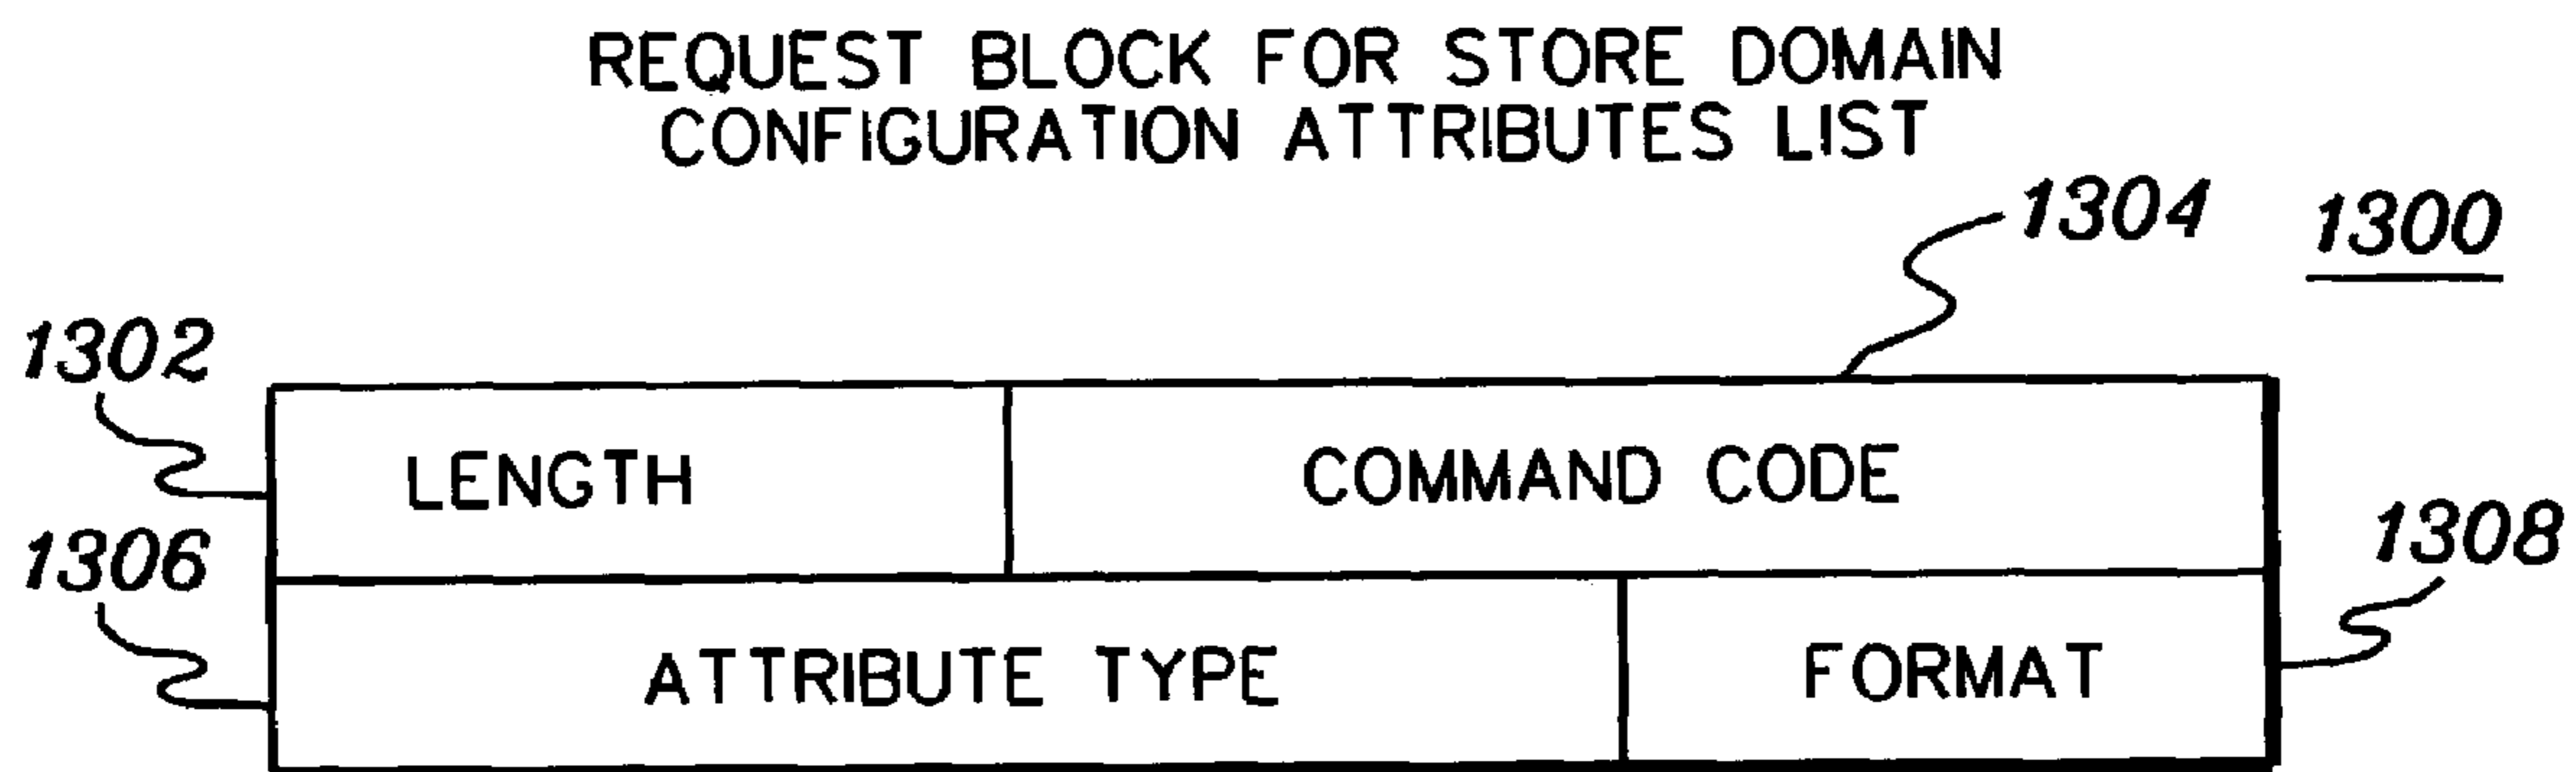 REQUEST BLOCK FOR STORE DOMAIN
CONFIGURATION ATTRIBUTES LIST
1304
1300
1302
LENGTH
COMMAND CODE
1306
1308
ATTRIBUTE TYPE
FORMAT